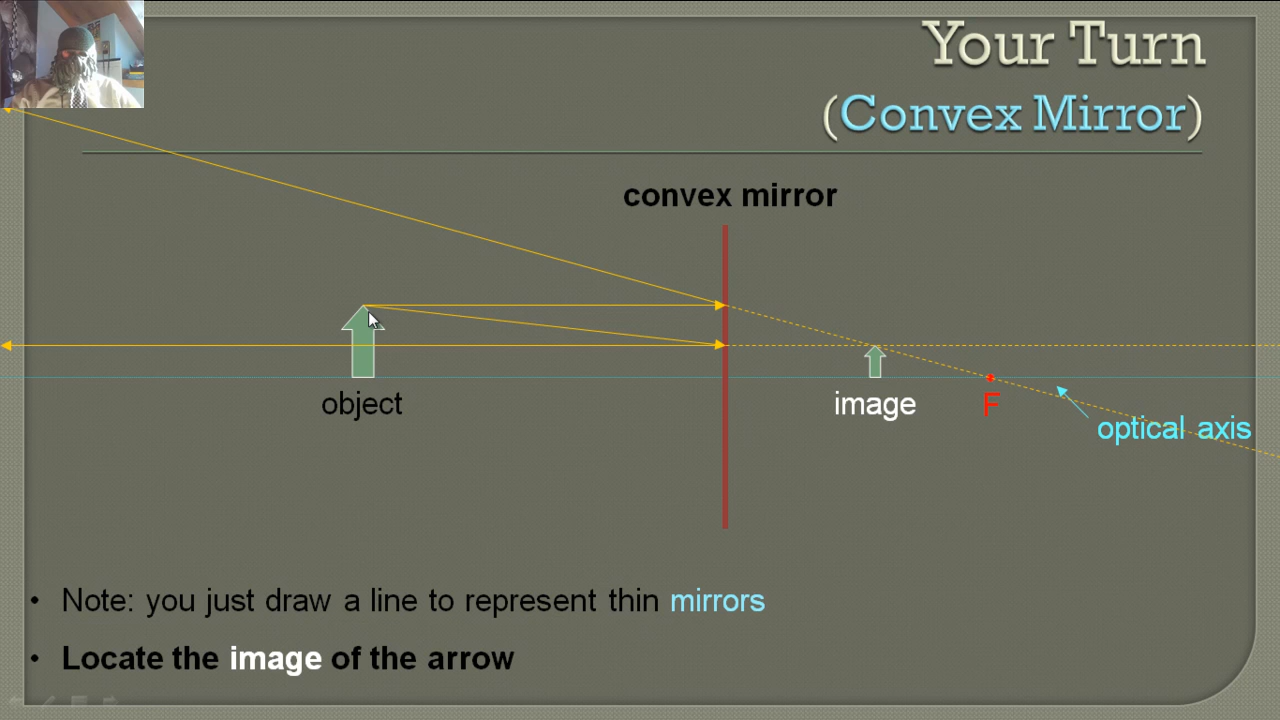 Your Turn
(Convex Mirror)
convex mirror
object
image
F
optical axis
• Note: you just draw a line to represent thin mirrors
• Locate the image of the arrow